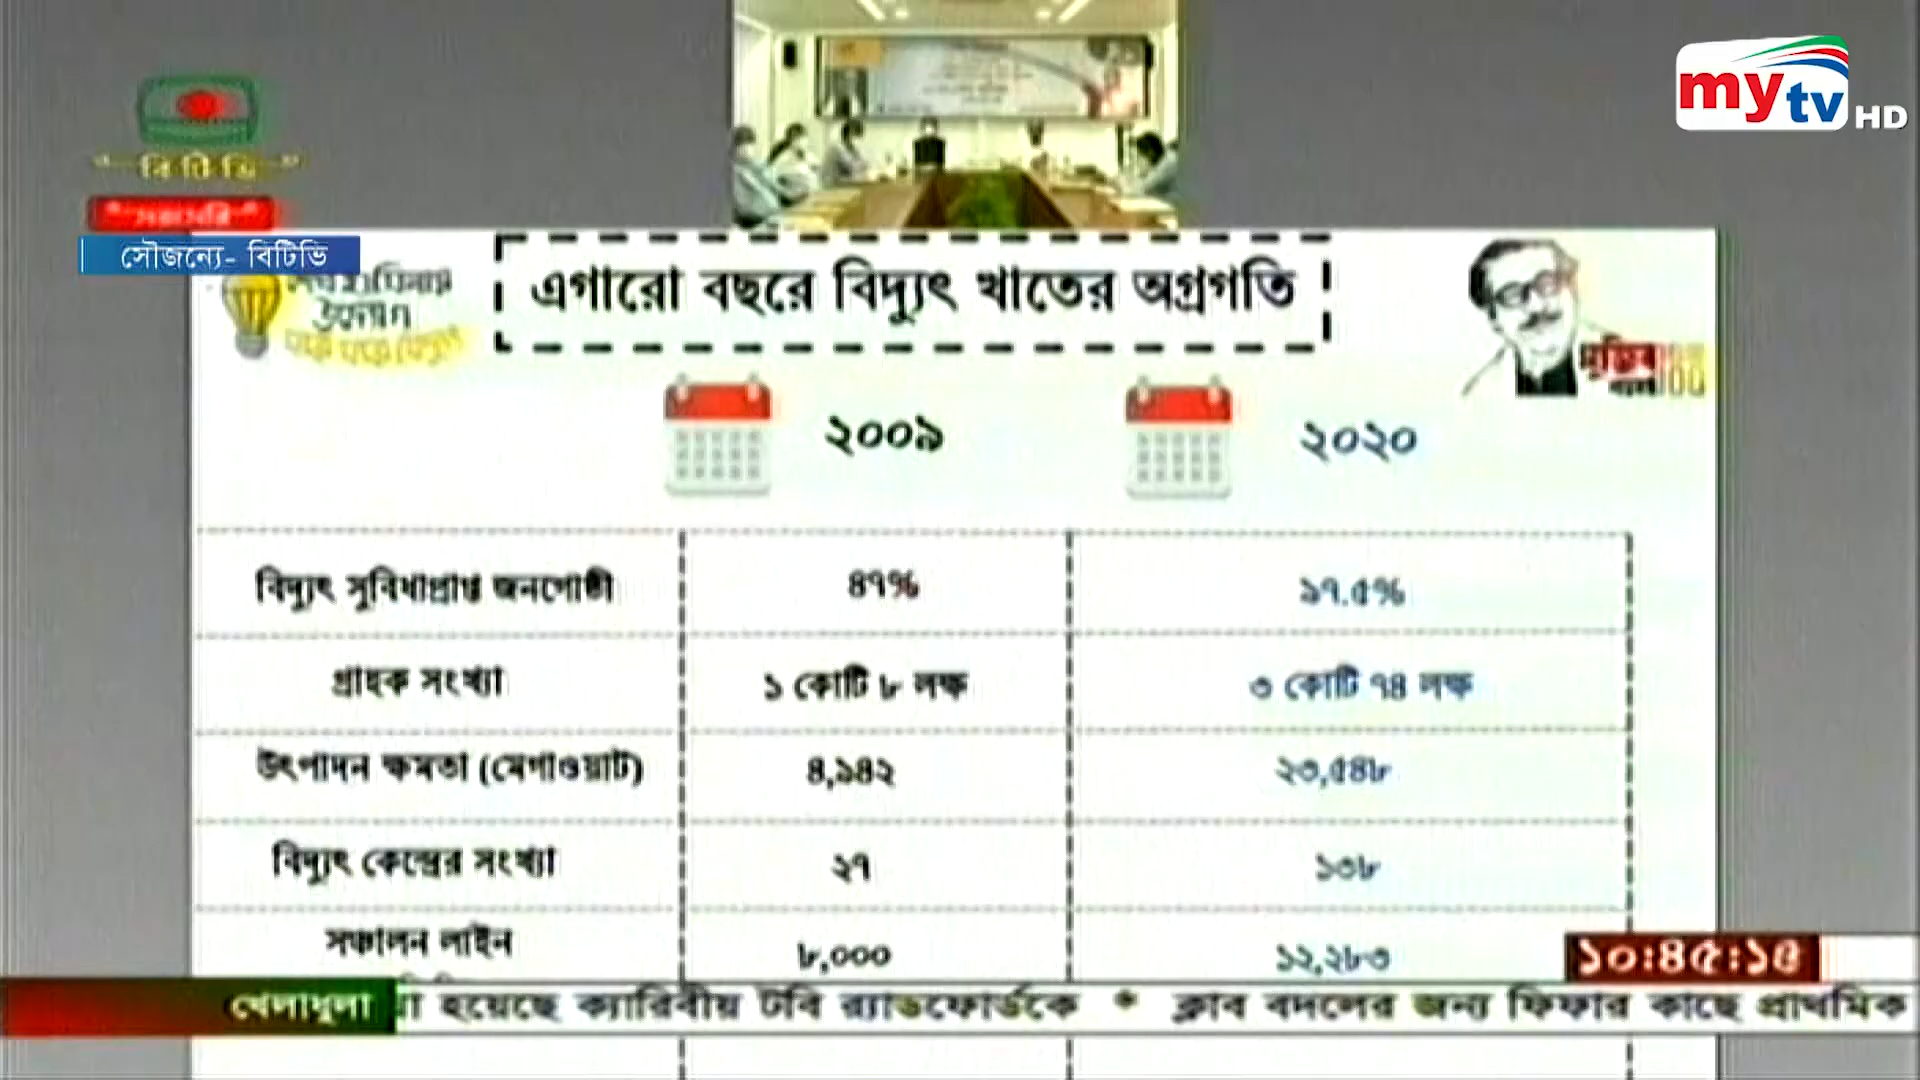 my tv HD
বিটিভি
সৌজন্যে- বিটিভি
এগারো বছরে বিদ্যুৎ খাতের অগ্রগতি
২০০৯ ২০২০
বিদ্যুৎ সুবিধাপ্রাপ্ত জনগোষ্ঠী ৪৭% ৯৭.৫%
গ্রাহক সংখ্যা ১ কোটি ৮ লক্ষ ৩ কোটি ৭৪ লক্ষ
উৎপাদন ক্ষমতা (মেগাওয়াট) ৪,৯৪২ ২৩,৫৪৮
বিদ্যুৎ কেন্দ্রের সংখ্যা ২৭ ১৩৮
সঞ্চালন লাইন ৮,০০০ ১২,২৮৩
১০:৪৫:১৫
খেলাধুলা হয়েছে ক্যারিবীয় টবি র‍্যাডফোর্ডকে * ক্লাব বদলের জন্য ফিফার কাছে প্রাথমিক